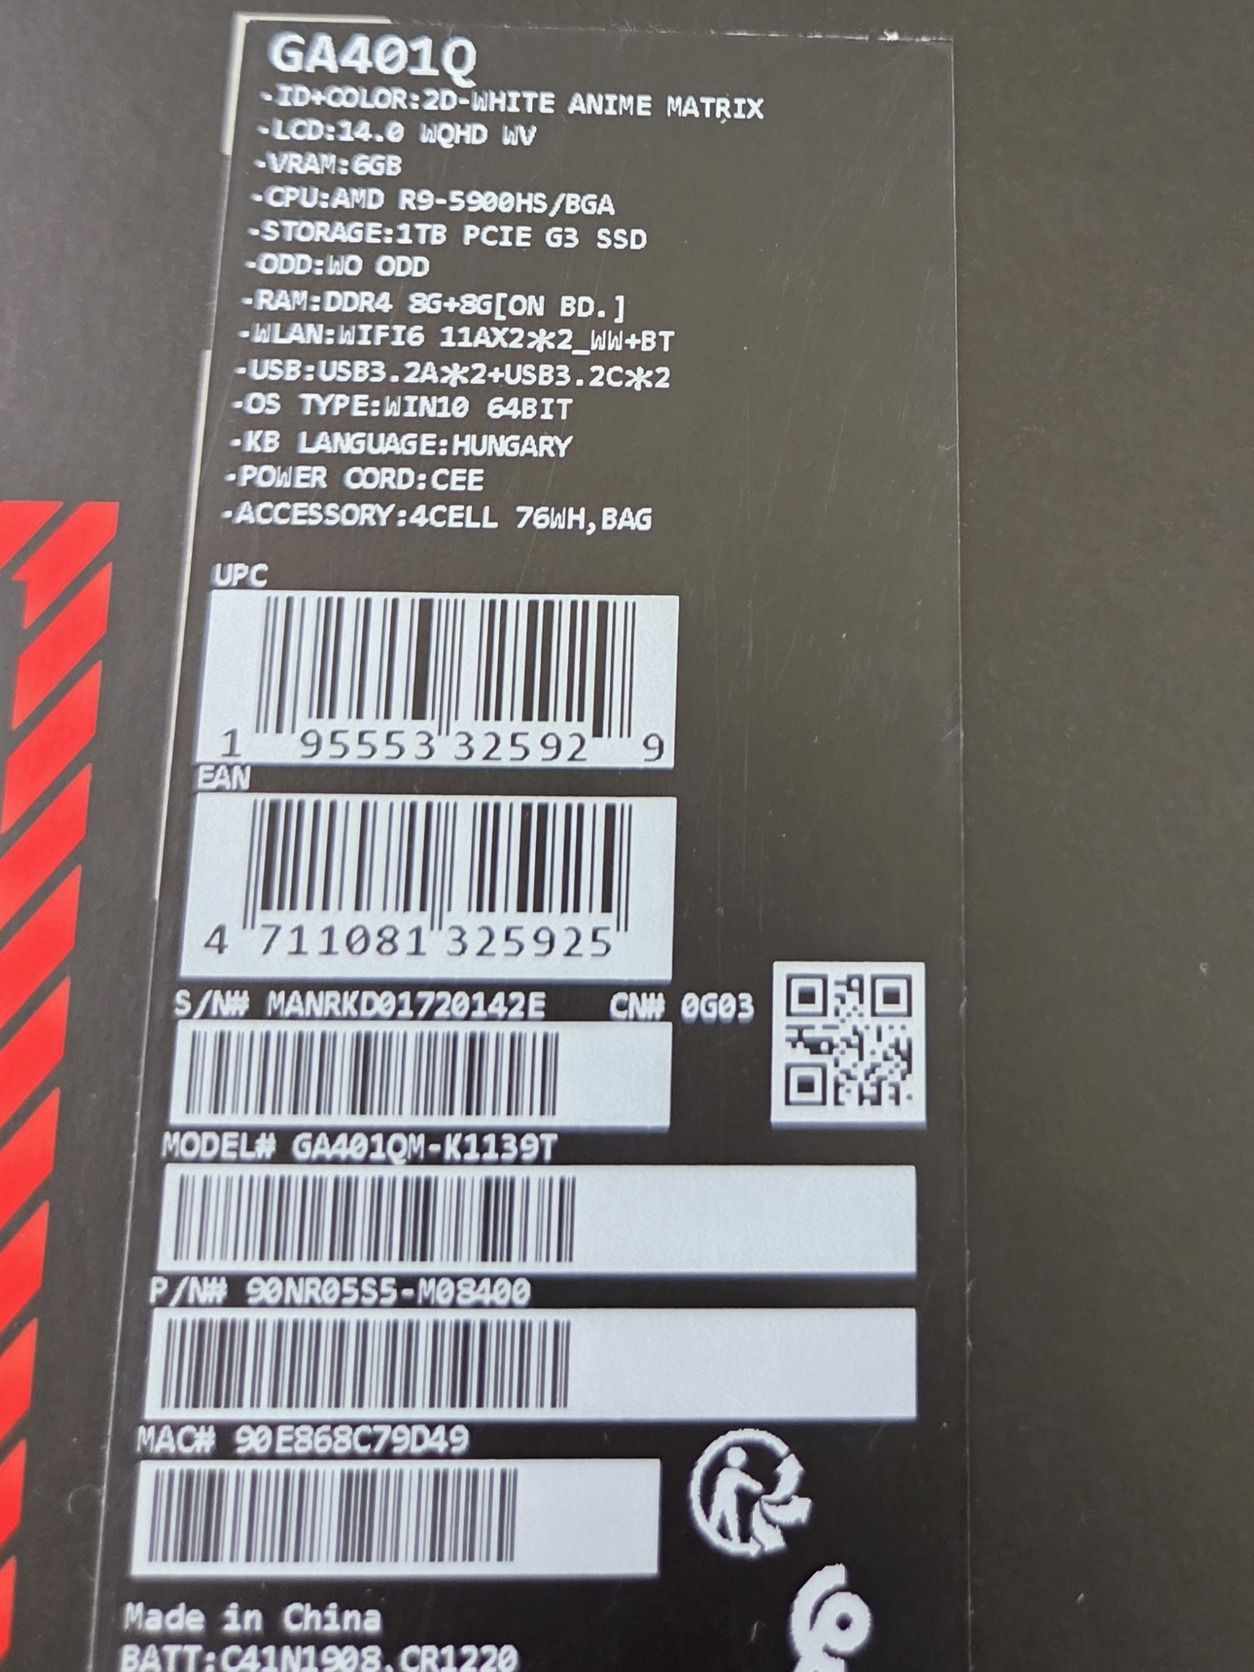 GA401Q
-ID+COLOR:2D-WHITE ANIME MATRIX
-LCD:14.0 WQHD WV
-VRAM:6GB
-CPU:AMD R9-5900HS/BGA
-STORAGE:1TB PCIE G3 SSD
-ODD:WO ODD
-RAM:DDR4 8G+8G[ON BD.]
-WLAN:WIFI6 11AX2*2_WW+BT
-USB:USB3.2A*2+USB3.2C*2
-OS TYPE:WIN10 64BIT
-KB LANGUAGE:HUNGARY
-POWER CORD:CEE
-ACCESSORY:4CELL 76WH,BAG
UPC
1 95553 32592 9
EAN
4 711081 325925
S/N# MANRKD01720142E CN# 0G03
MODEL# GA401QM-K1139T
P/N# 90NR05S5-M08400
MAC# 90E868C79D49
Made in China
BATT:C41N1908,CR1220